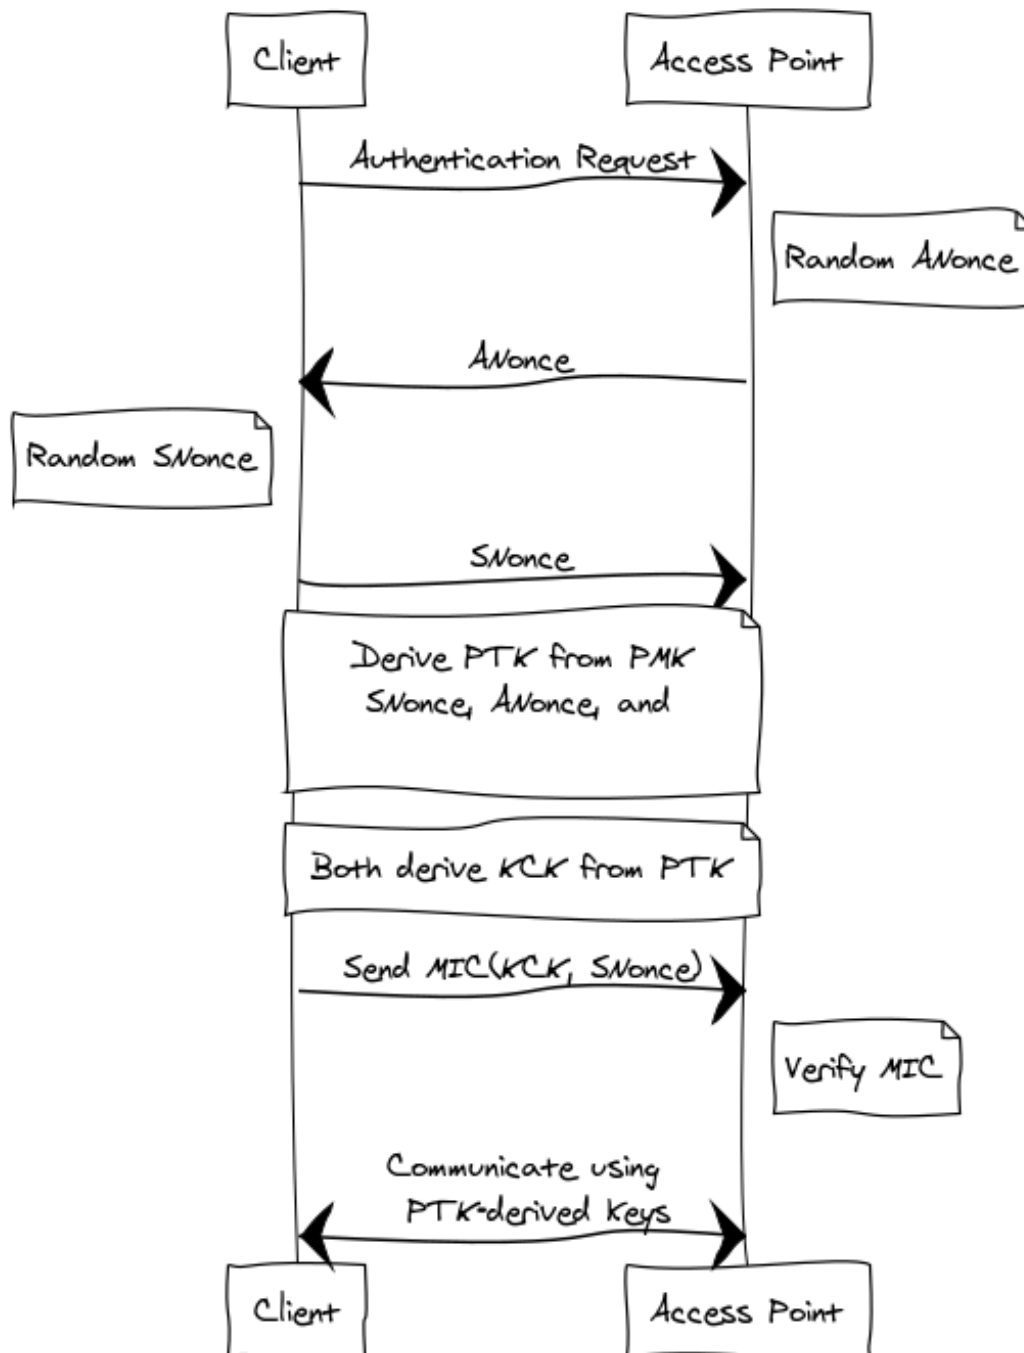 Client
Access Point
Authentication Request
Random ANonce
ANonce
Random SNonce
SNonce
Derive PTK from PMK
SNonce, ANonce, and
Both derive KCK from PTK
Send MIC(KCK, SNonce)
Verify MIC
Communicate using
PTK-derived keys
Client
Access Point